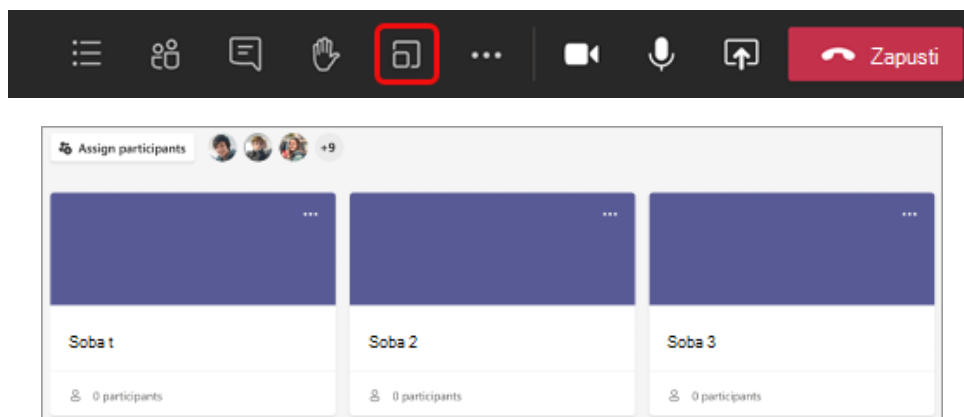 Zapusti
Assign participants +9
Soba t
Soba 2
Soba 3
0 participants
0 participants
0 participants